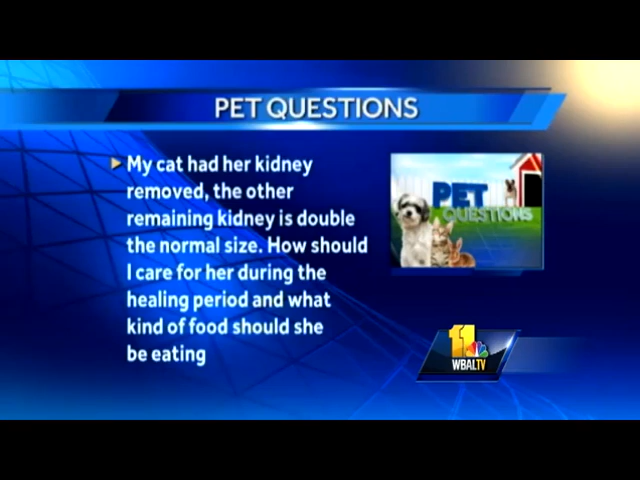 PET QUESTIONS
My cat had her kidney
removed, the other
remaining kidney is double
the normal size. How should
I care for her during the
healing period and what
kind of food should she
be eating
PET
QUESTIONS
11
WBALTV